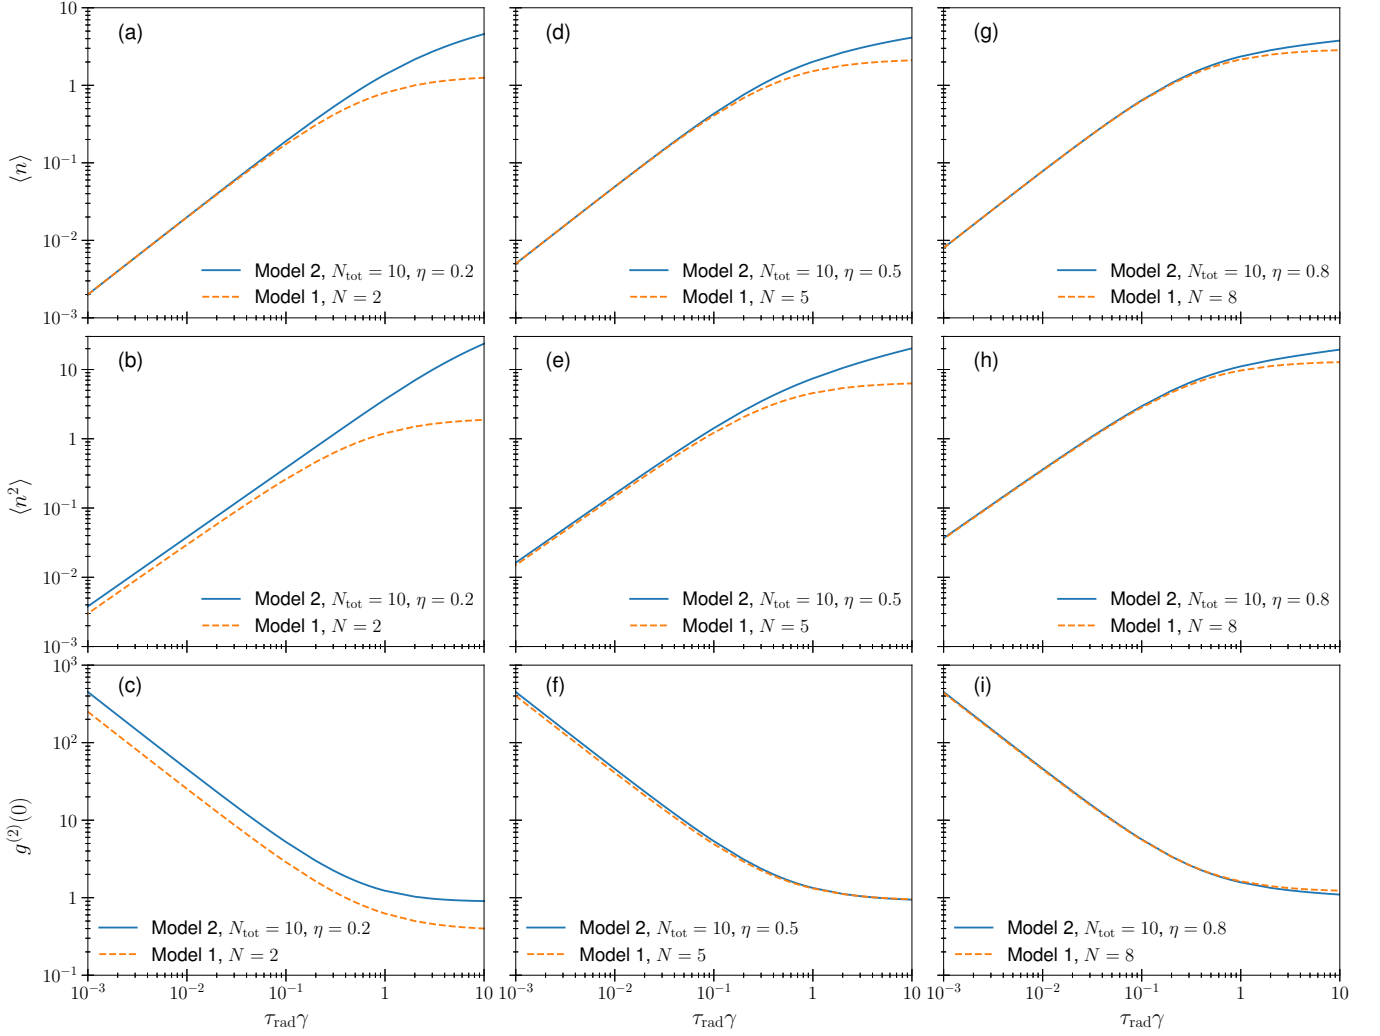 10
1
10⁻¹
10⁻²
10⁻³
⟨n⟩
(a)
Model 2, N_tot = 10, η = 0.2
Model 1, N = 2
(d)
Model 2, N_tot = 10, η = 0.5
Model 1, N = 5
(g)
Model 2, N_tot = 10, η = 0.8
Model 1, N = 8
10
1
10⁻¹
10⁻²
10⁻³
⟨n²⟩
(b)
Model 2, N_tot = 10, η = 0.2
Model 1, N = 2
(e)
Model 2, N_tot = 10, η = 0.5
Model 1, N = 5
(h)
Model 2, N_tot = 10, η = 0.8
Model 1, N = 8
10³
10²
10
1
10⁻¹
g⁽²⁾(0)
(c)
Model 2, N_tot = 10, η = 0.2
Model 1, N = 2
(f)
Model 2, N_tot = 10, η = 0.5
Model 1, N = 5
(i)
Model 2, N_tot = 10, η = 0.8
Model 1, N = 8
10⁻³ 10⁻² 10⁻¹ 1 10
10⁻³ 10⁻² 10⁻¹ 1 10
10⁻³ 10⁻² 10⁻¹ 1 10
τ_rad γ
τ_rad γ
τ_rad γ